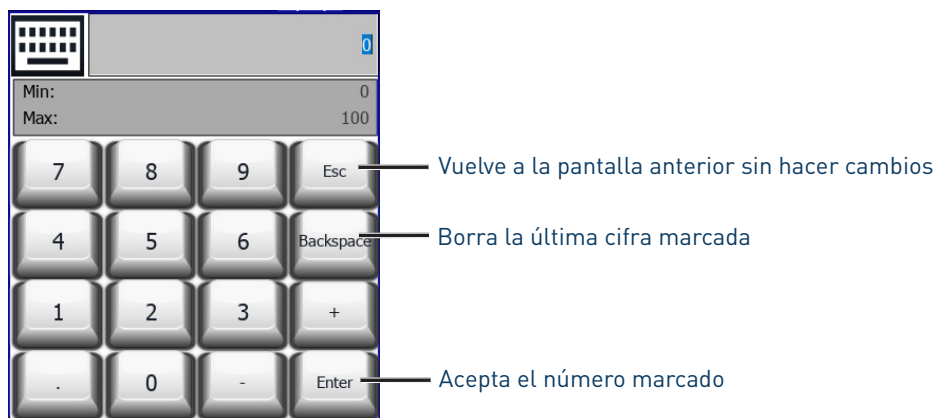 0
Min: 0
Max: 100
7 8 9 Esc
Vuelve a la pantalla anterior sin hacer cambios
4 5 6 Backspace
Borra la última cifra marcada
1 2 3 +
. 0 - Enter
Acepta el número marcado